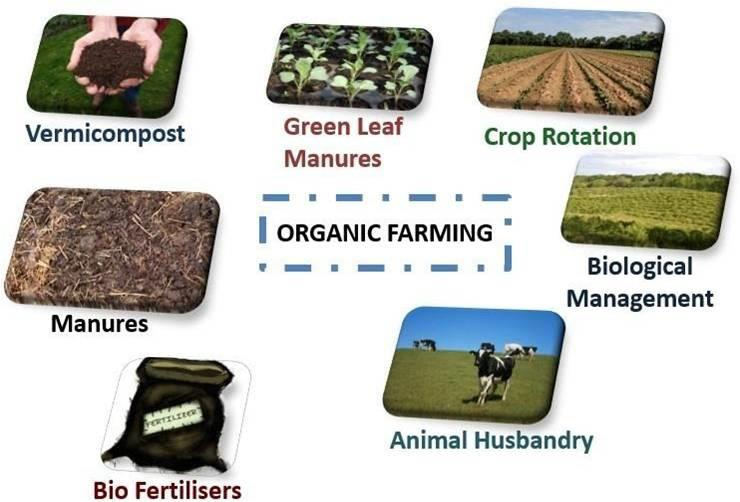 Vermicompost
Green Leaf
Manures
Crop Rotation
ORGANIC FARMING
Biological
Management
Manures
FERTILIZER
Animal Husbandry
Bio Fertilisers